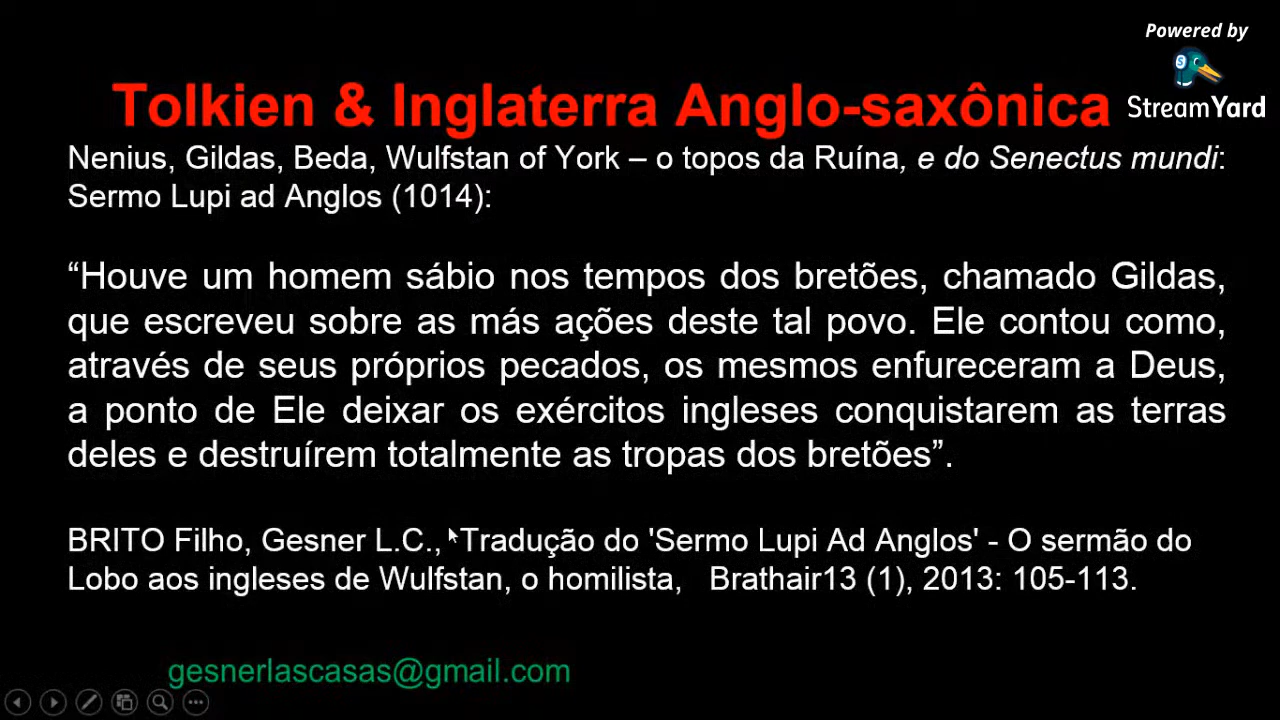 Powered by
StreamYard
Tolkien & Inglaterra Anglo-saxônica
Nenius, Gildas, Beda, Wulfstan of York – o topos da Ruína, e do Senectus mundi:
Sermo Lupi ad Anglos (1014):
“Houve um homem sábio nos tempos dos bretões, chamado Gildas,
que escreveu sobre as más ações deste tal povo. Ele contou como,
através de seus próprios pecados, os mesmos enfureceram a Deus,
a ponto de Ele deixar os exércitos ingleses conquistarem as terras
deles e destruírem totalmente as tropas dos bretões”.
BRITO Filho, Gesner L.C., Tradução do 'Sermo Lupi Ad Anglos' - O sermão do
Lobo aos ingleses de Wulfstan, o homilista, Brathair13 (1), 2013: 105-113.
gesnerlascasas@gmail.com